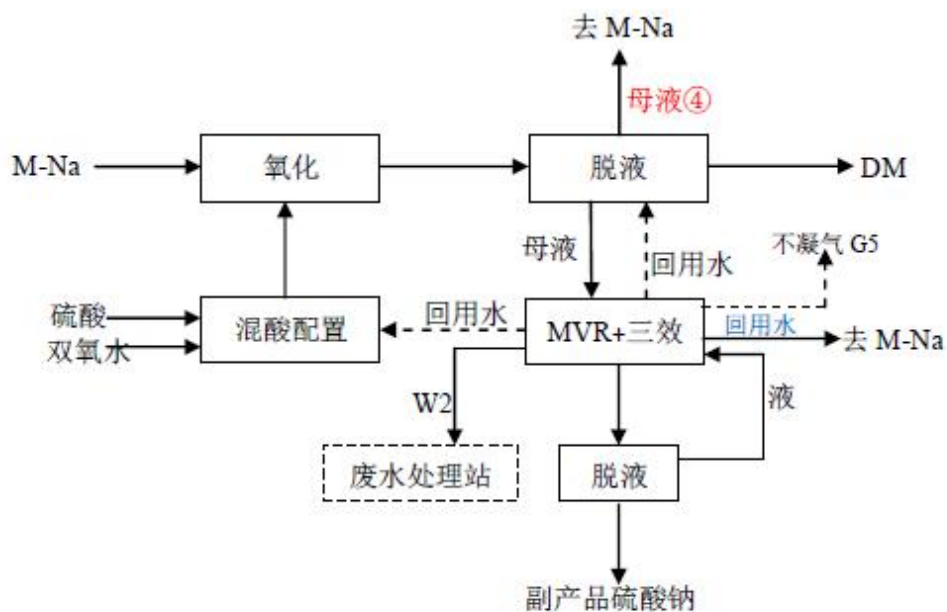 去 M-Na
母液④
M-Na
氧化
脱液
DM
母液
回用水
不凝气 G5
硫酸
双氧水
混酸配置
回用水
MVR+三效
回用水
去 M-Na
W2
液
废水处理站
脱液
副产品硫酸钠